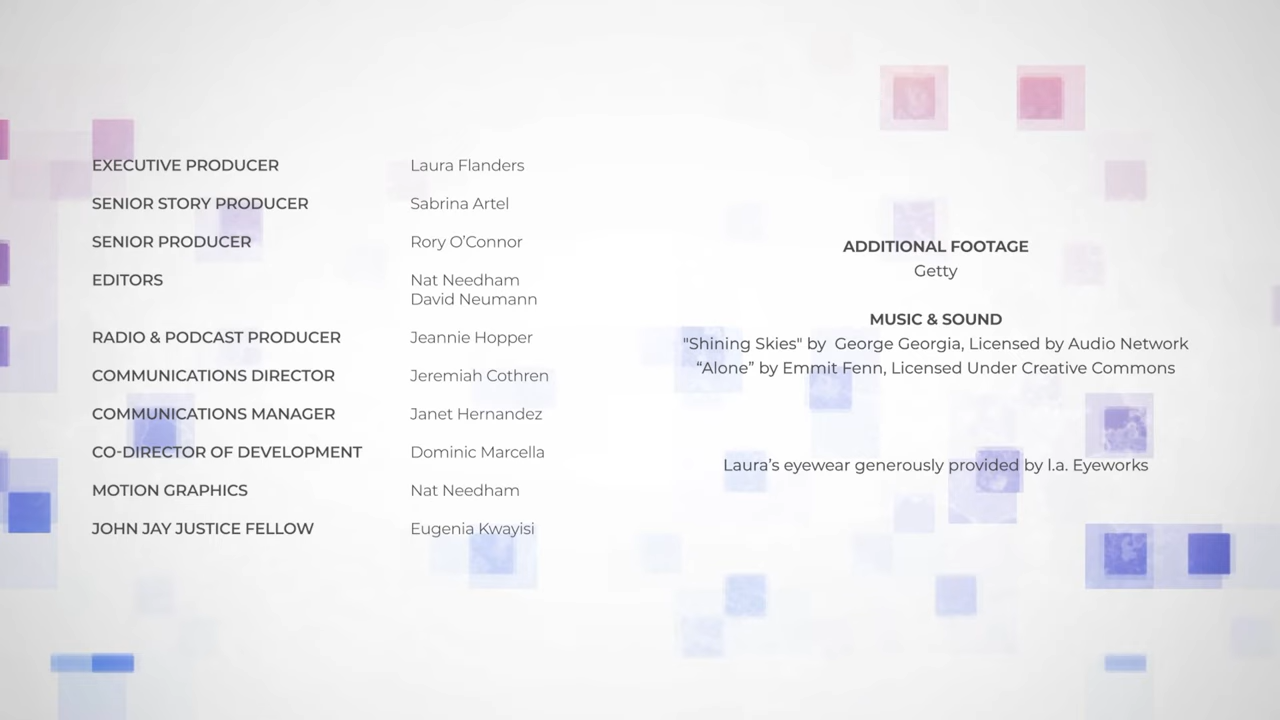 EXECUTIVE PRODUCER Laura Flanders
SENIOR STORY PRODUCER Sabrina Artel
SENIOR PRODUCER Rory O’Connor
EDITORS Nat Needham
David Neumann
RADIO & PODCAST PRODUCER Jeannie Hopper
COMMUNICATIONS DIRECTOR Jeremiah Cothren
COMMUNICATIONS MANAGER Janet Hernandez
CO-DIRECTOR OF DEVELOPMENT Dominic Marcella
MOTION GRAPHICS Nat Needham
JOHN JAY JUSTICE FELLOW Eugenia Kwayisi
ADDITIONAL FOOTAGE
Getty
MUSIC & SOUND
"Shining Skies" by  George Georgia, Licensed by Audio Network
“Alone” by Emmit Fenn, Licensed Under Creative Commons
Laura’s eyewear generously provided by l.a. Eyeworks